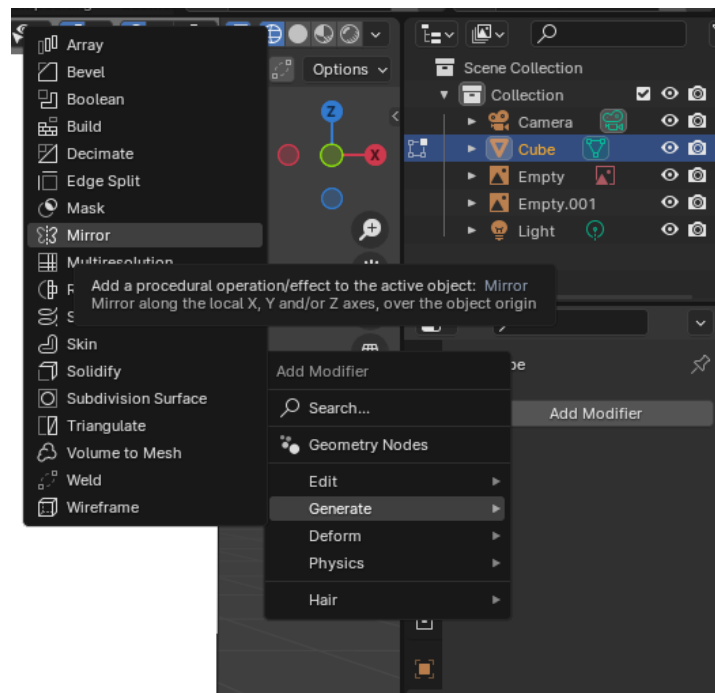 Array
Bevel
Boolean
Build
Decimate
Edge Split
Mask
Mirror
Multiresolution
Add a procedural operation/effect to the active object: Mirror
Mirror along the local X, Y and/or Z axes, over the object origin
Skin
Solidify
Subdivision Surface
Triangulate
Volume to Mesh
Weld
Wireframe
Add Modifier
Search...
Geometry Nodes
Edit
Generate
Deform
Physics
Hair
Options
Z
X
Scene Collection
Collection
Camera
Cube
Empty
Empty.001
Light
Add Modifier